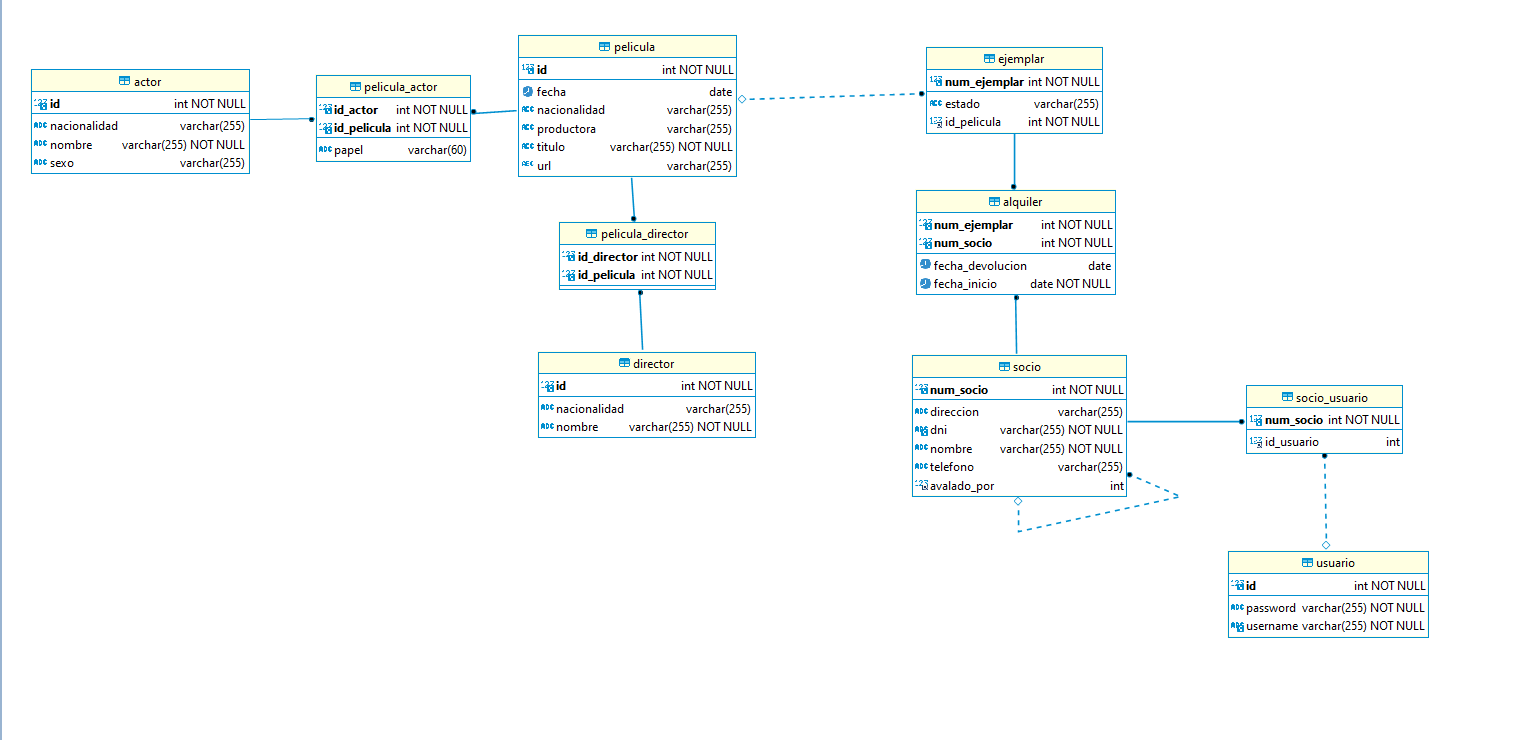 actor
id int NOT NULL
nacionalidad varchar(255)
nombre varchar(255) NOT NULL
sexo varchar(255)
pelicula_actor
id_actor int NOT NULL
id_pelicula int NOT NULL
papel varchar(60)
pelicula
id int NOT NULL
fecha date
nacionalidad varchar(255)
productora varchar(255)
titulo varchar(255) NOT NULL
url varchar(255)
ejemplar
num_ejemplar int NOT NULL
estado varchar(255)
id_pelicula int NOT NULL
pelicula_director
id_director int NOT NULL
id_pelicula int NOT NULL
alquiler
num_ejemplar int NOT NULL
num_socio int NOT NULL
fecha_devolucion date
fecha_inicio date NOT NULL
director
id int NOT NULL
nacionalidad varchar(255)
nombre varchar(255) NOT NULL
socio
num_socio int NOT NULL
direccion varchar(255)
dni varchar(255) NOT NULL
nombre varchar(255) NOT NULL
telefono varchar(255)
avalado_por int
socio_usuario
num_socio int NOT NULL
id_usuario int
usuario
id int NOT NULL
password varchar(255) NOT NULL
username varchar(255) NOT NULL